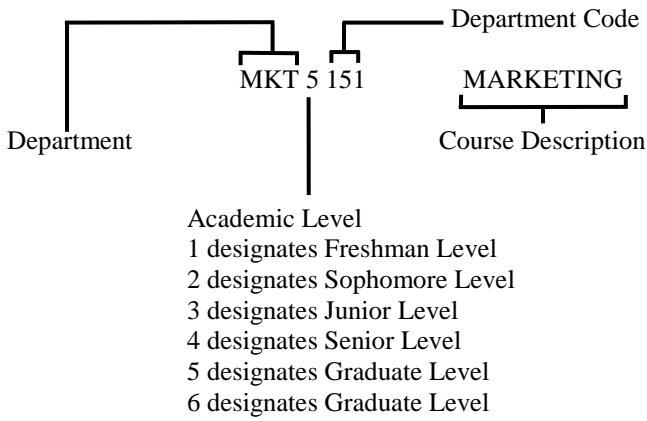 Department Code
MKT 5 151 MARKETING
Department Course Description
Academic Level
1 designates Freshman Level
2 designates Sophomore Level
3 designates Junior Level
4 designates Senior Level
5 designates Graduate Level
6 designates Graduate Level